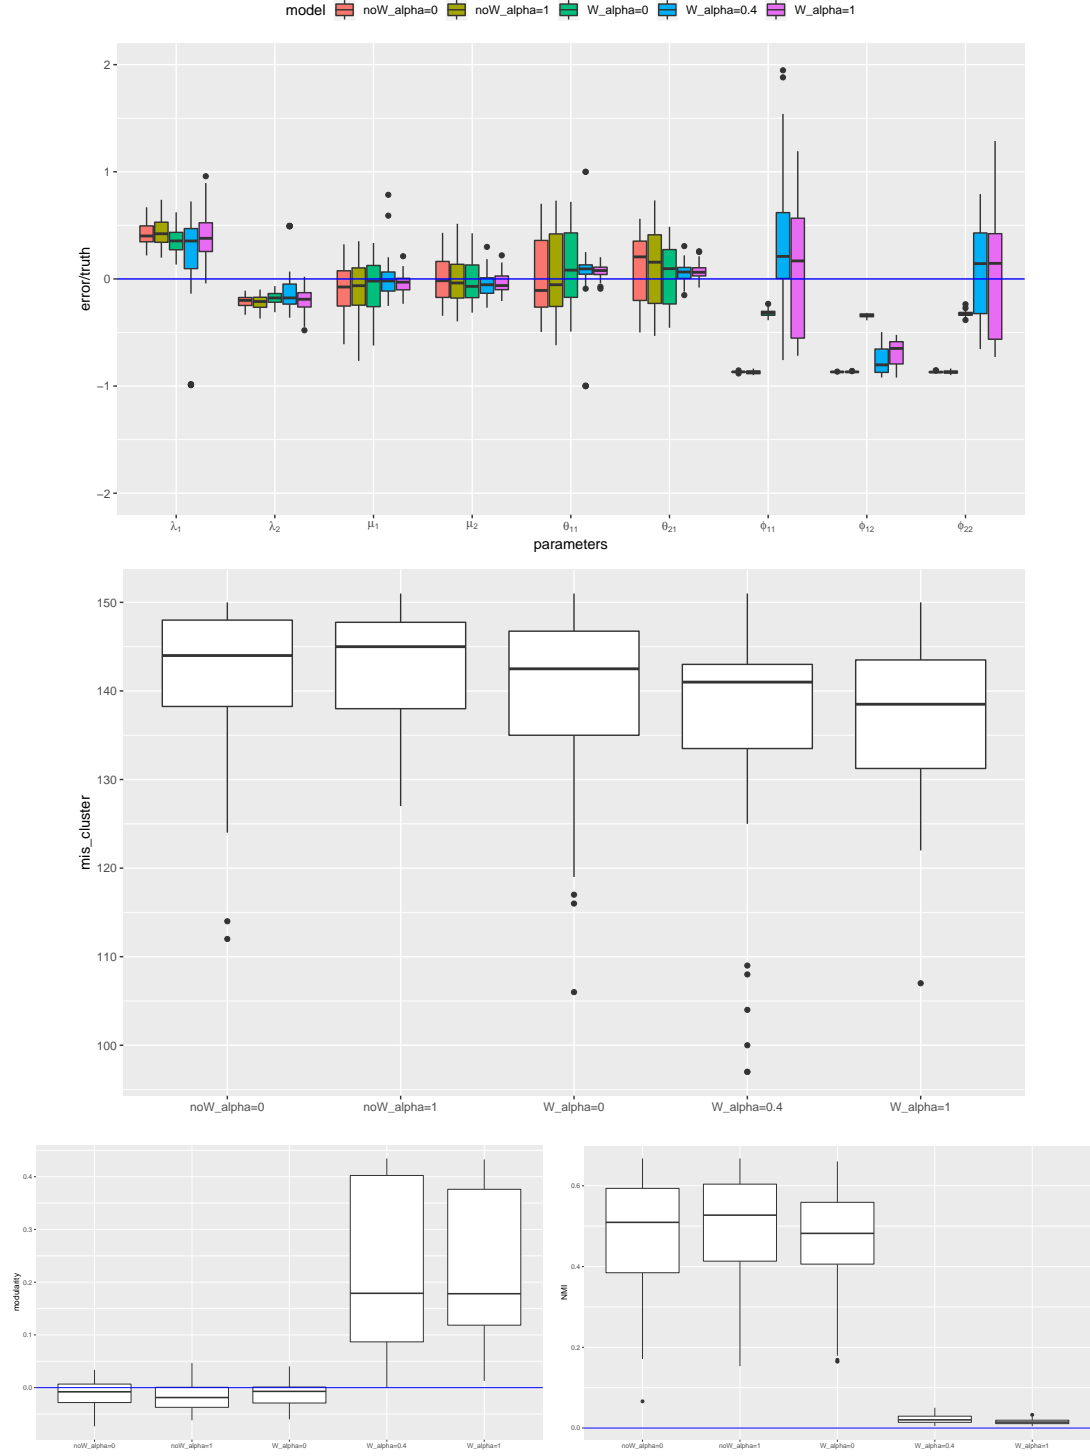 model noW_alpha=0 noW_alpha=1 W_alpha=0 W_alpha=0.4 W_alpha=1
2
1
0
−1
−2
error/truth
λ1 λ2 μ1 μ2 θ11 θ21 ϕ11 ϕ12 ϕ22
parameters
150
140
130
120
110
100
mis_cluster
noW_alpha=0 noW_alpha=1 W_alpha=0 W_alpha=0.4 W_alpha=1
0.4
0.3
0.2
0.1
0.0
modularity
noW_alpha=0 noW_alpha=1 W_alpha=0 W_alpha=0.4 W_alpha=1
0.6
0.4
0.2
0.0
NMI
noW_alpha=0 noW_alpha=1 W_alpha=0 W_alpha=0.4 W_alpha=1